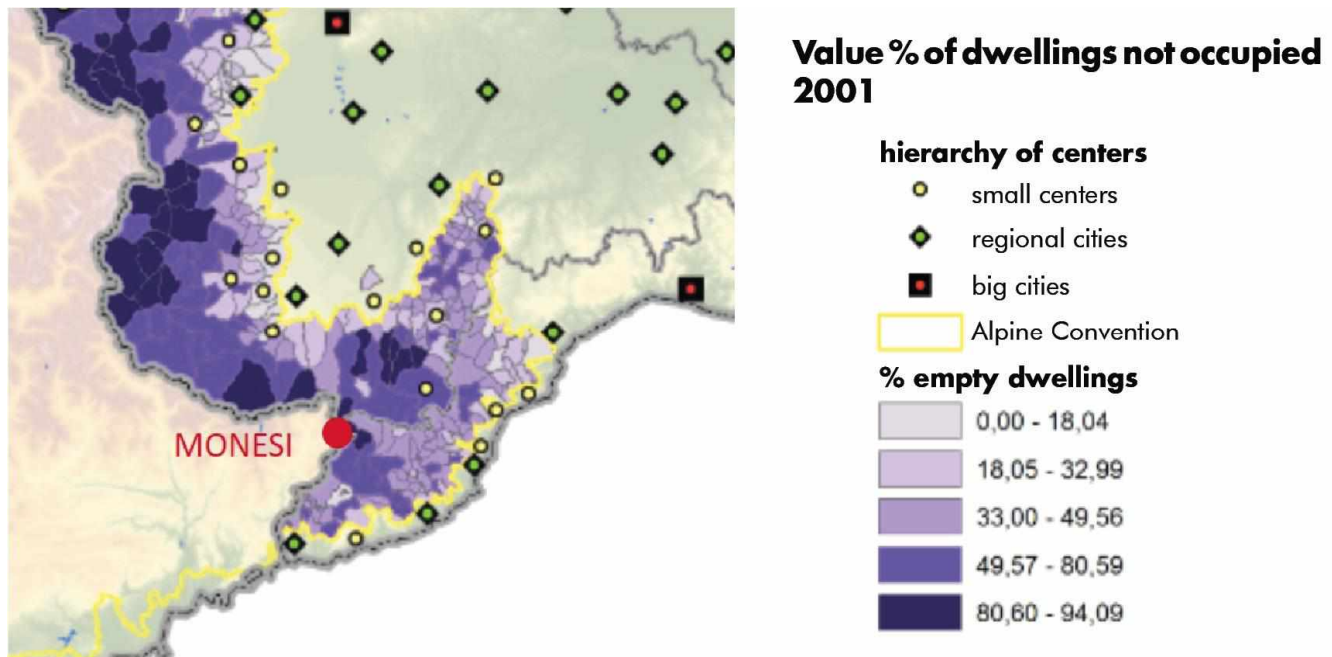 MONESI
Value % of dwellings not occupied
2001
hierarchy of centers
small centers
regional cities
big cities
Alpine Convention
% empty dwellings
0,00 - 18,04
18,05 - 32,99
33,00 - 49,56
49,57 - 80,59
80,60 - 94,09